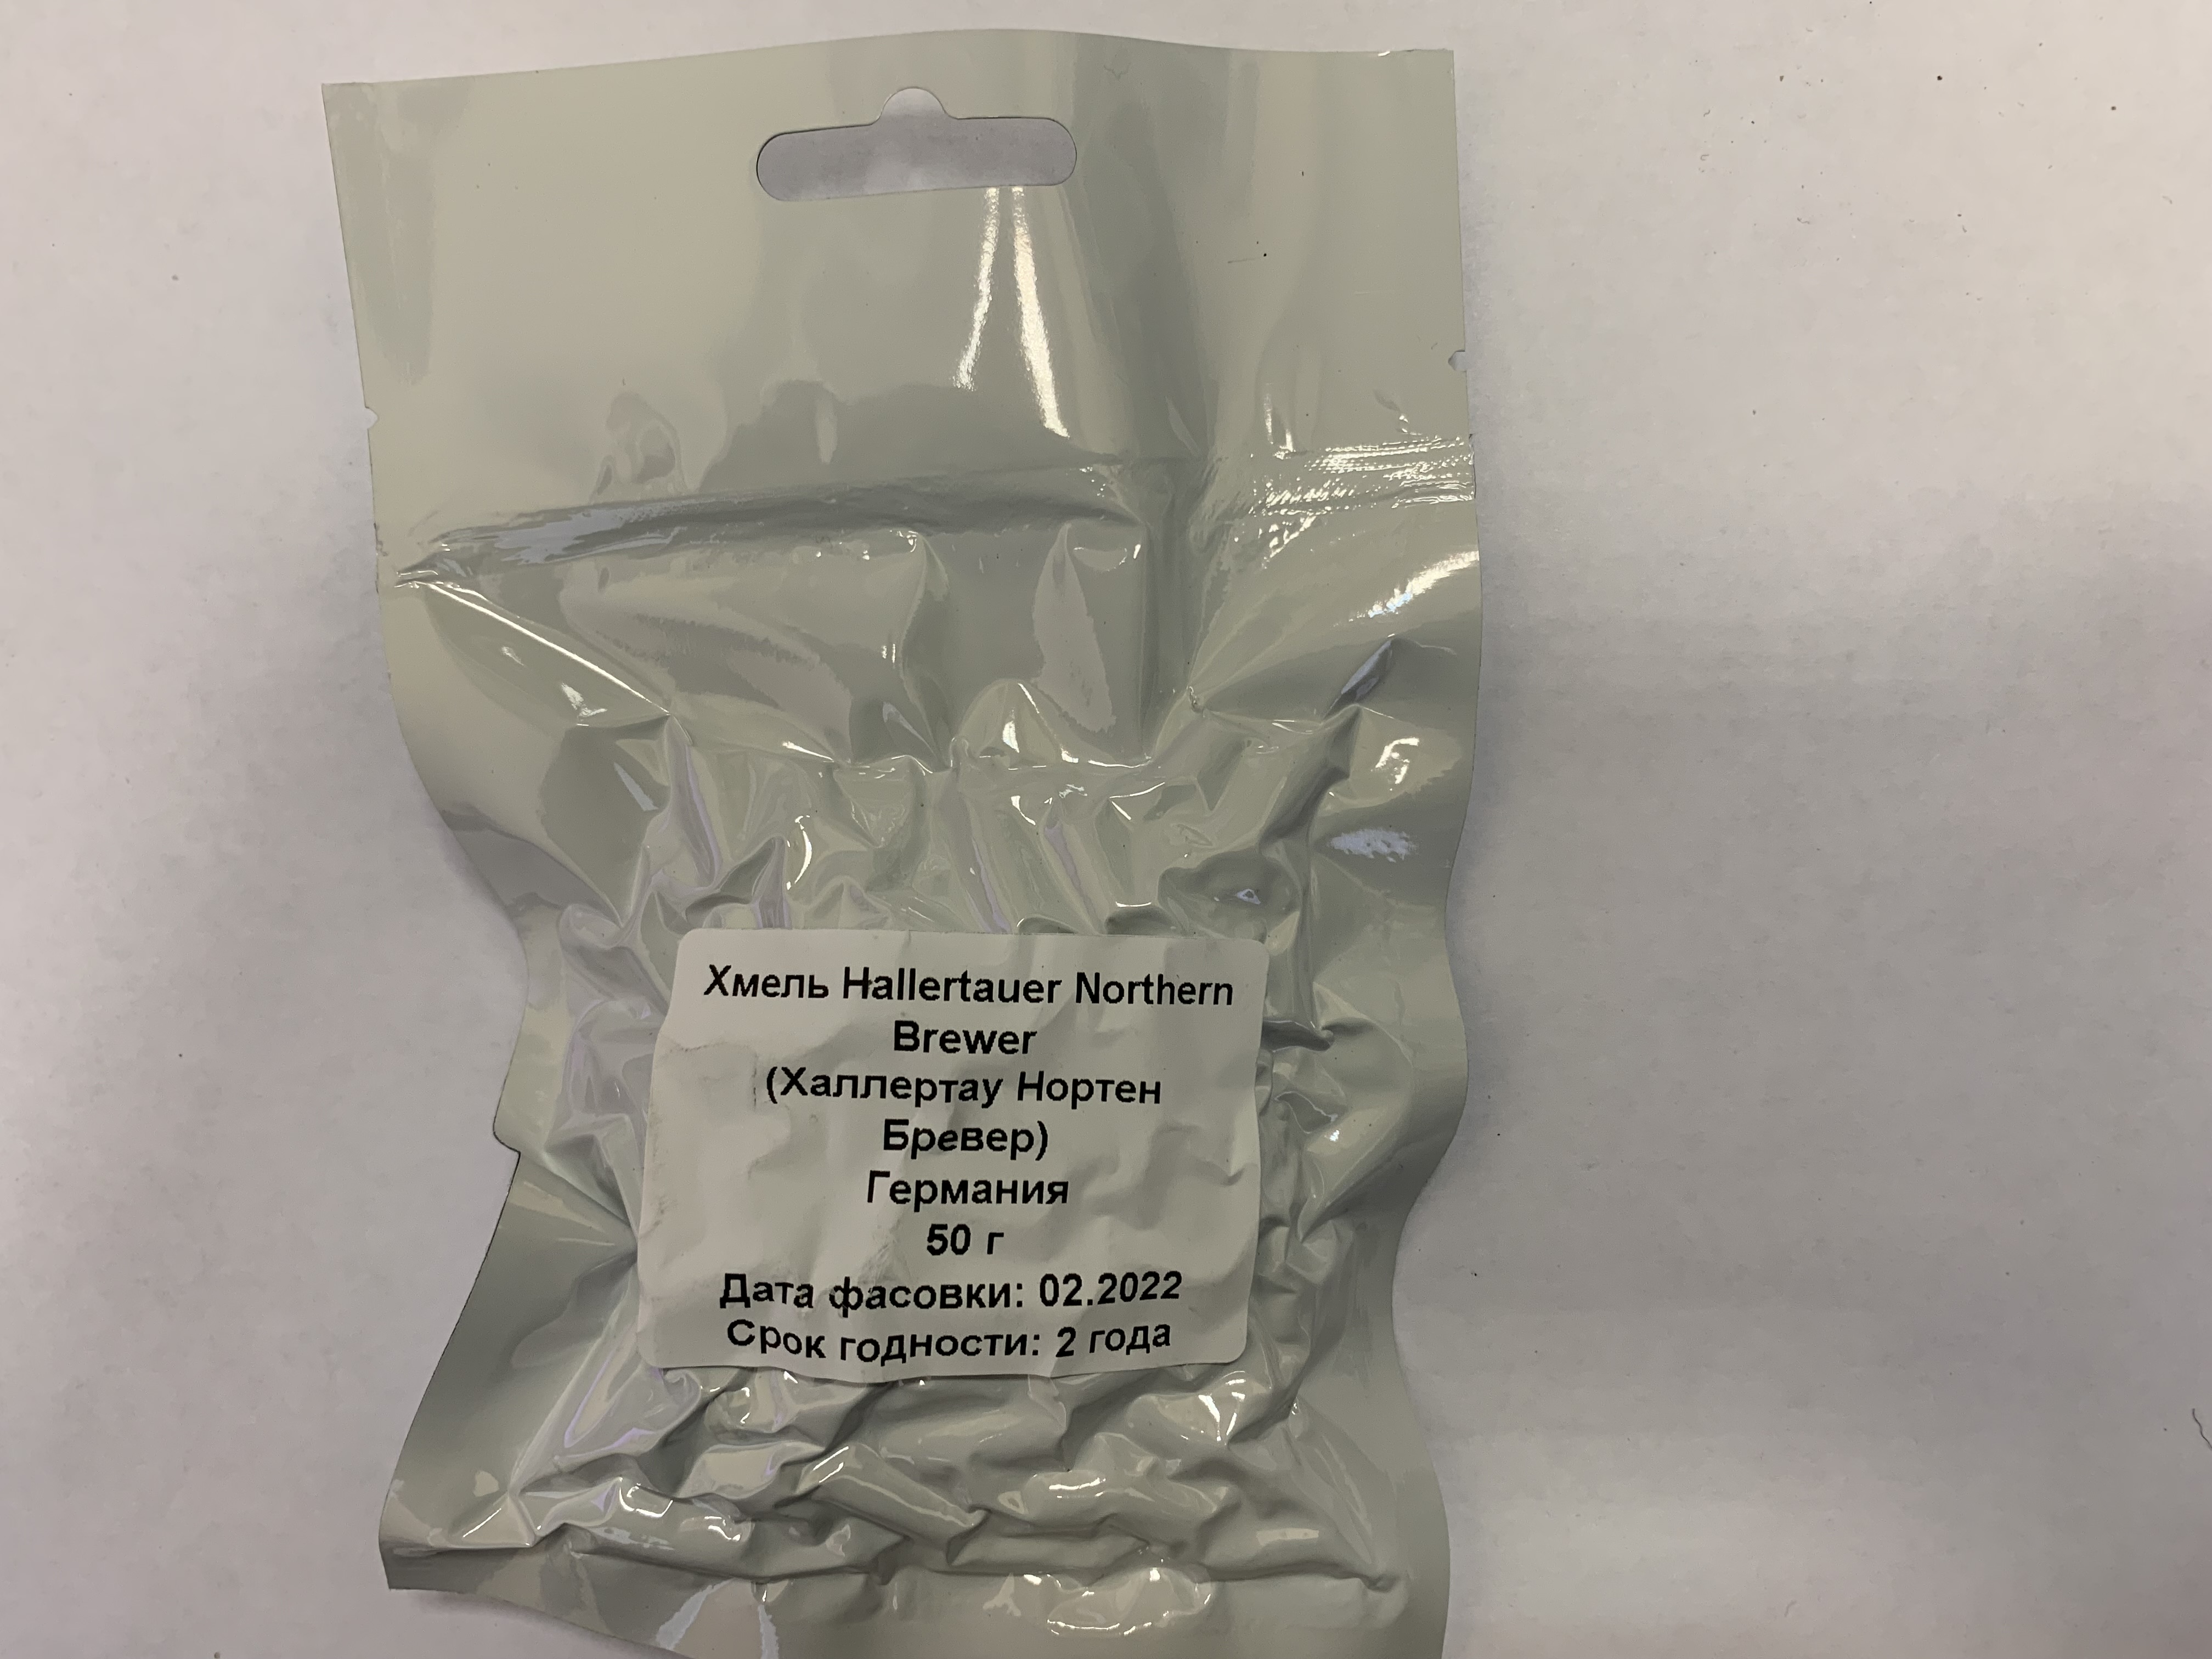 Хмель Hallertauer Northern
Brewer
(Халлертау Нортен
Бревер)
Германия
50 г
Дата фасовки: 02.2022
Срок годности: 2 года